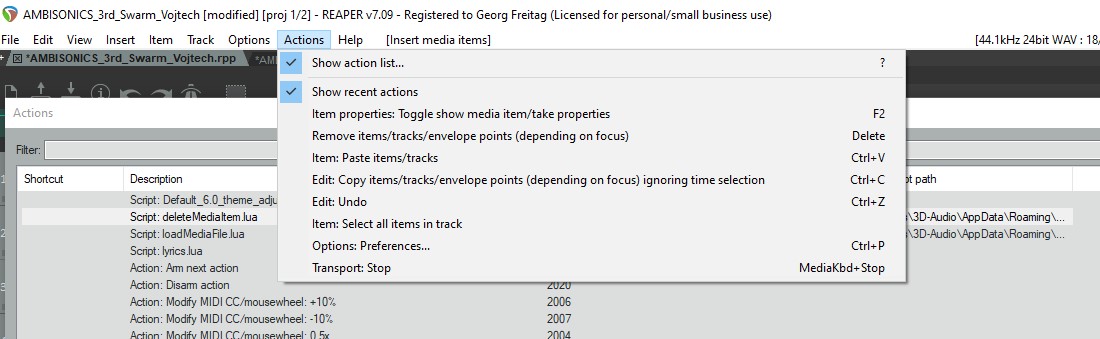 AMBISONICS_3rd_Swarm_Vojtech [modified] [proj 1/2] - REAPER v7.09 - Registered to Georg Freitag (Licensed for personal/small business use)
File Edit View Insert Item Track Options Actions Help [Insert media items] [44.1kHz 24bit WAV : 18/
*AMBISONICS_3rd_Swarm_Vojtech.rpp *AM
Show action list... ?
Show recent actions
Item properties: Toggle show media item/take properties F2
Remove items/tracks/envelope points (depending on focus) Delete
Item: Paste items/tracks Ctrl+V
Edit: Copy items/tracks/envelope points (depending on focus) ignoring time selection Ctrl+C
Edit: Undo Ctrl+Z
Item: Select all items in track
Options: Preferences... Ctrl+P
Transport: Stop MediaKbd+Stop
Actions
Filter:
Shortcut Description pt path
Script: Default_6.0_theme_adju
Script: deleteMediaItem.lua s\3D-Audio\AppData\Roaming\...
Script: loadMediaFile.lua s\3D-Audio\AppData\Roaming\...
Script: lyrics.lua
Action: Arm next action
Action: Disarm action 2020
Action: Modify MIDI CC/mousewheel: +10% 2006
Action: Modify MIDI CC/mousewheel: -10% 2007
Action: Modify MIDI CC/mousewheel: 0.5x 2004